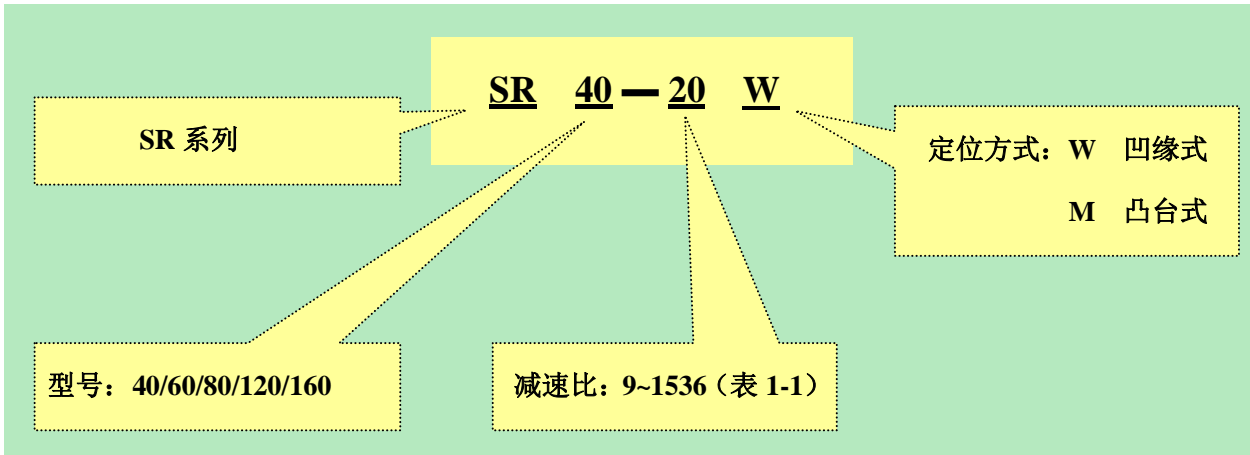 SR 40 — 20 W
SR 系列
定位方式：W 凹缘式
M 凸台式
型号：40/60/80/120/160
减速比：9~1536（表 1-1）